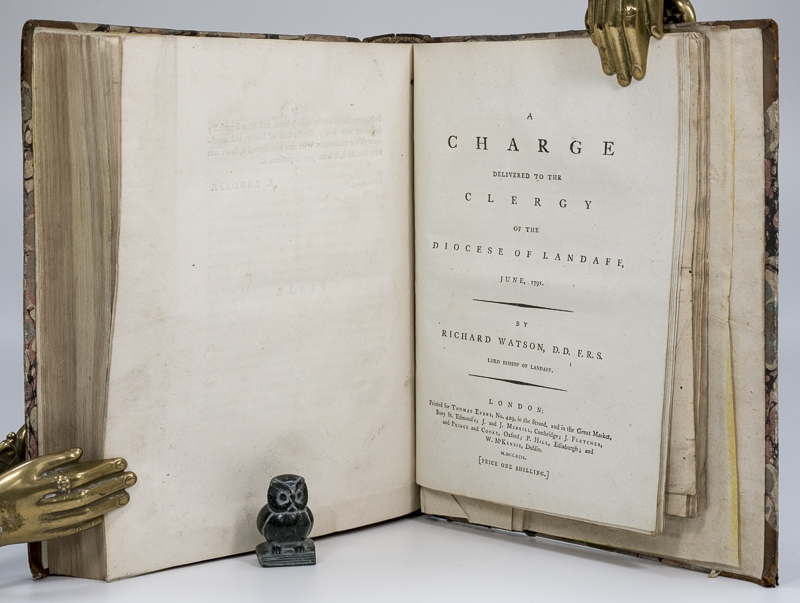 A
CHARGE
DELIVERED TO THE
CLERGY
OF THE
DIOCESE OF LANDAFF,
JUNE, 1791.
BY
RICHARD WATSON, D.D. F.R.S.
LORD BISHOP OF LANDAFF.
LONDON:
Printed for THOMAS EVANS, No. 409, in the Strand, and in the Great Market,
Bury St. Edmund's; J. and J. MERRILL, Cambridge; J. FLETCHER,
and PRINCE and COOKE, Oxford; P. HILL, Edinburgh; and
W. M'KENZIE, Dublin.
M.DCC.XCII.
[PRICE ONE SHILLING.]